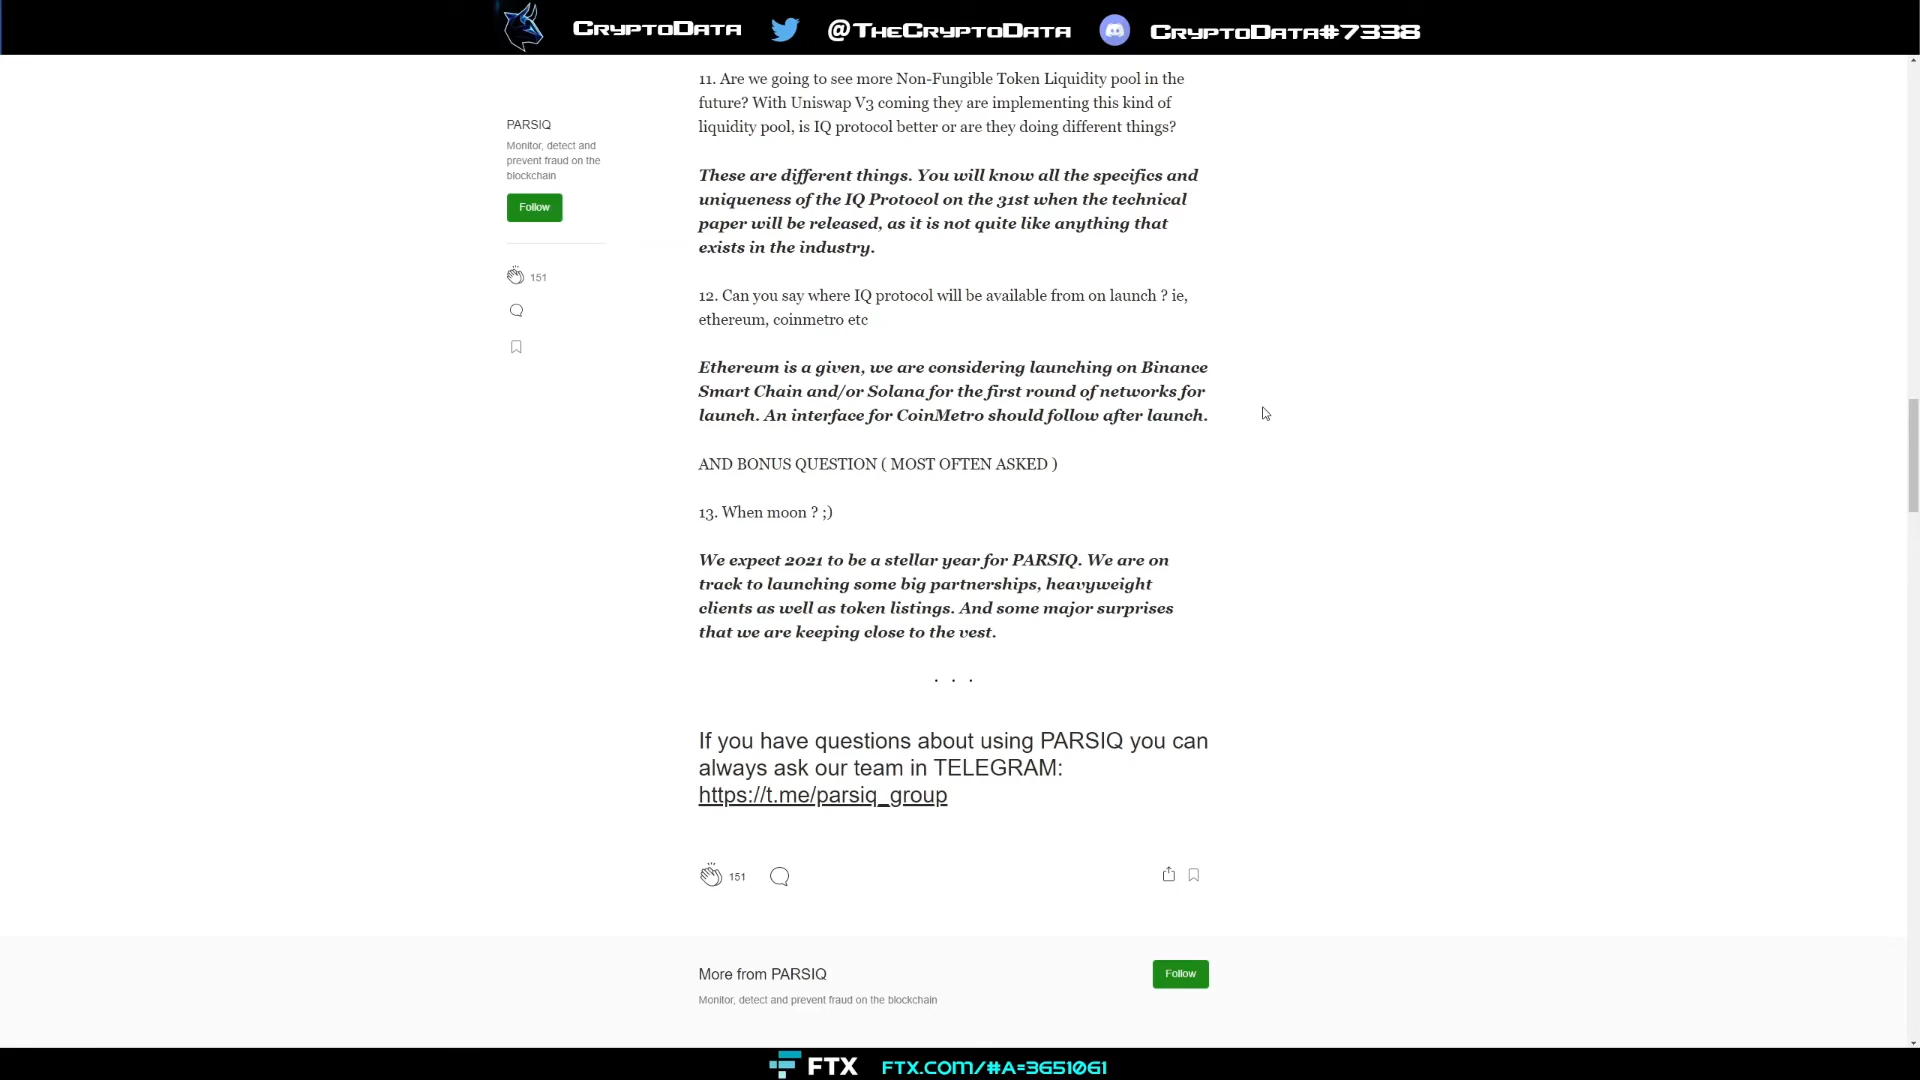 CryptoData @TheCryptoData CryptoData#7338
11. Are we going to see more Non-Fungible Token Liquidity pool in the
future? With Uniswap V3 coming they are implementing this kind of
liquidity pool, is IQ protocol better or are they doing different things?
PARSIQ
Monitor, detect and
prevent fraud on the
blockchain
Follow
151
These are different things. You will know all the specifics and
uniqueness of the IQ Protocol on the 31st when the technical
paper will be released, as it is not quite like anything that
exists in the industry.
12. Can you say where IQ protocol will be available from on launch ? ie,
ethereum, coinmetro etc
Ethereum is a given, we are considering launching on Binance
Smart Chain and/or Solana for the first round of networks for
launch. An interface for CoinMetro should follow after launch.
AND BONUS QUESTION ( MOST OFTEN ASKED )
13. When moon ? ;)
We expect 2021 to be a stellar year for PARSIQ. We are on
track to launching some big partnerships, heavyweight
clients as well as token listings. And some major surprises
that we are keeping close to the vest.
. . .
If you have questions about using PARSIQ you can
always ask our team in TELEGRAM:
https://t.me/parsiq_group
151
More from PARSIQ
Follow
Monitor, detect and prevent fraud on the blockchain
FTX FTX.COM/#A=3651061